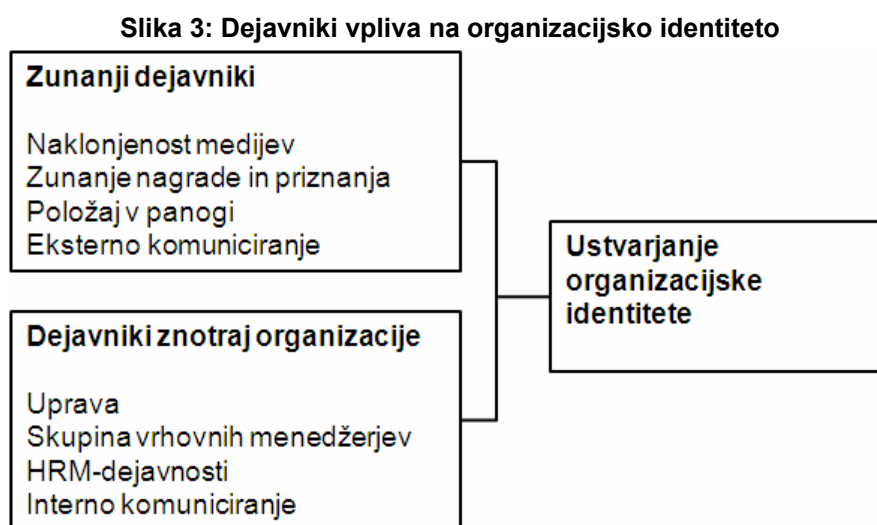 Slika 3: Dejavniki vpliva na organizacijsko identiteto
Zunanji dejavniki
Naklonjenost medijev
Zunanje nagrade in priznanja
Položaj v panogi
Eksterno komuniciranje
Ustvarjanje
organizacijske
identitete
Dejavniki znotraj organizacije
Uprava
Skupina vrhovnih menedžerjev
HRM-dejavnosti
Interno komuniciranje